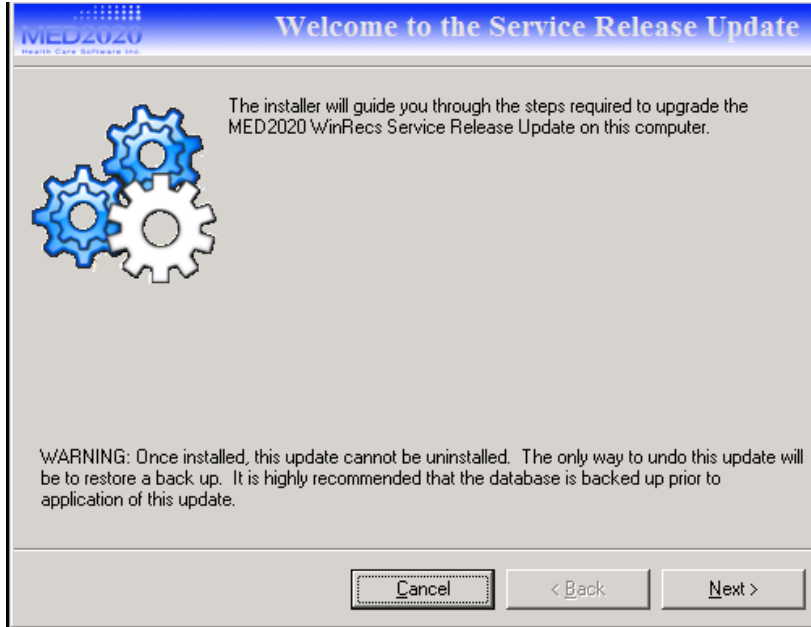 MED2020
Health Care Software Inc.
Welcome to the Service Release Update
The installer will guide you through the steps required to upgrade the
MED2020 WinRecs Service Release Update on this computer.
WARNING: Once installed, this update cannot be uninstalled.  The only way to undo this update will
be to restore a back up.  It is highly recommended that the database is backed up prior to
application of this update.
Cancel
< Back
Next >